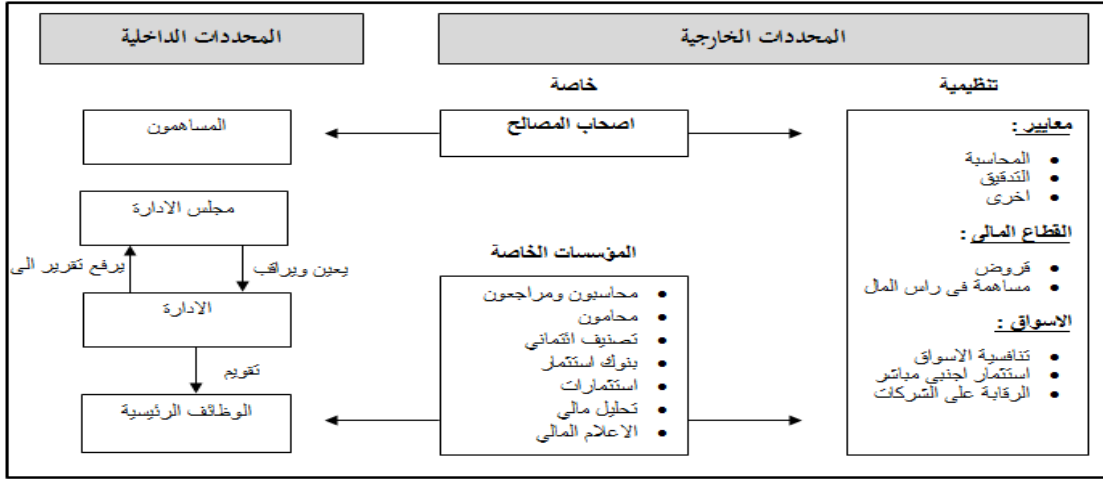 المحددات الخارجية
المحددات الداخلية
تنظيمية
خاصة
معايير :
المحاسبة
التدقيق
اخرى
القطاع المالي :
قروض
مساهمة في راس المال
الاسواق :
تنافسية الاسواق
استثمار اجنبي مباشر
الرقابة على الشركات
اصحاب المصالح
المؤسسات الخاصة
محاسبون ومراجعون
محامون
تصنيف ائتماني
بنوك استثمار
استثمارات
تحليل مالي
الاعلام المالي
المساهمون
مجلس الادارة
يعين ويراقب
يرفع تقرير الى
الادارة
تقويم
الوظائف الرئيسية